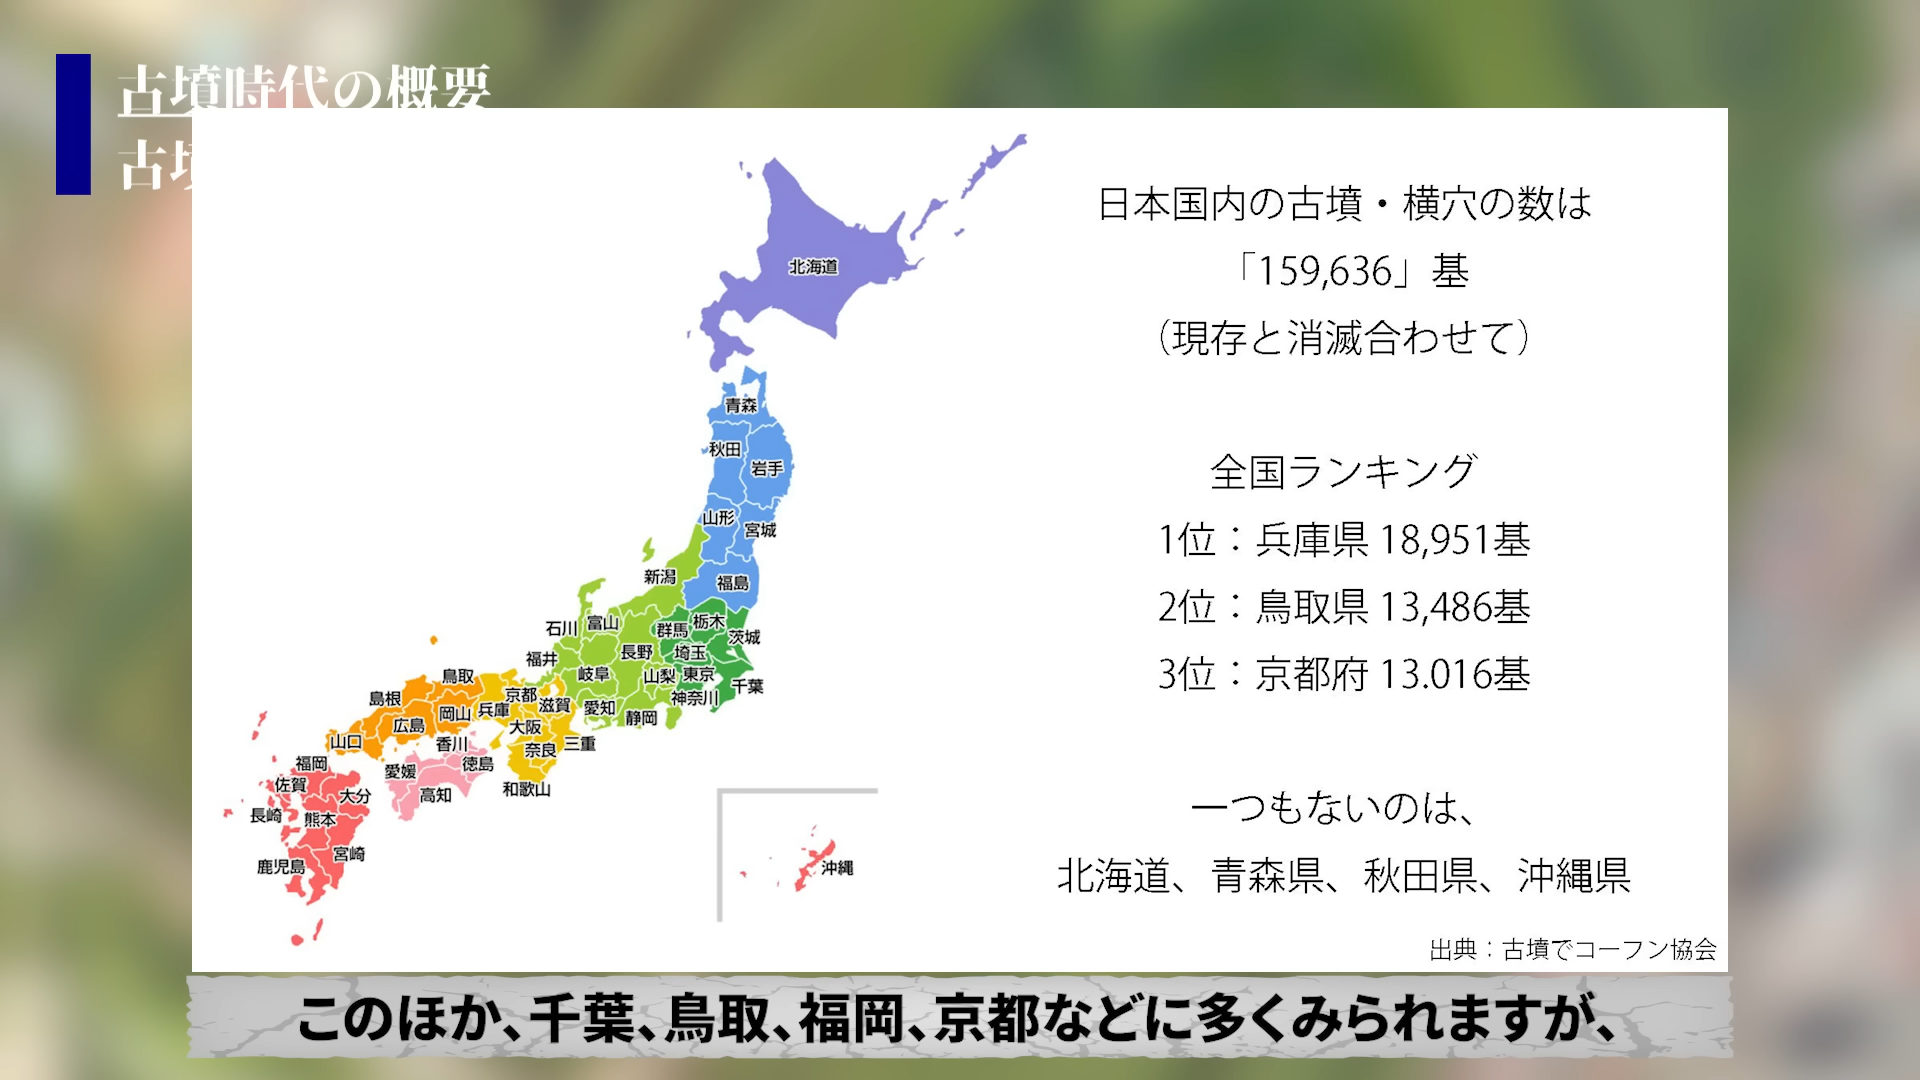 古墳時代の概要
古墳
日本国内の古墳・横穴の数は
「159,636」基
（現存と消滅合わせて）
全国ランキング
1位：兵庫県 18,951基
2位：鳥取県 13,486基
3位：京都府 13.016基
一つもないのは、
北海道、青森県、秋田県、沖縄県
出典：古墳でコーフン協会
北海道
青森
秋田
岩手
山形
宮城
新潟
福島
石川
富山
群馬
栃木
茨城
福井
長野
埼玉
岐阜
山梨
東京
千葉
鳥取
島根
京都
滋賀
神奈川
岡山
兵庫
愛知
静岡
広島
大阪
山口
香川
奈良
三重
福岡
愛媛
徳島
佐賀
大分
高知
和歌山
長崎
熊本
宮崎
鹿児島
沖縄
このほか、千葉、鳥取、福岡、京都などに多くみられますが、